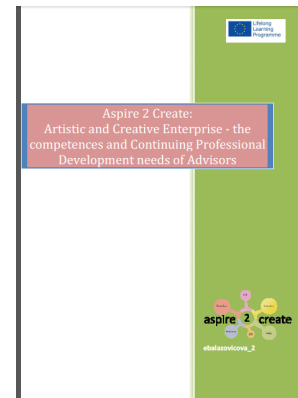 Lifelong
Learning
Programme
Aspire 2 Create:
Artistic and Creative Enterprise - the
competences and Continuing Professional
Development needs of Advisors
aspire 2 create
ebalazovicova_2